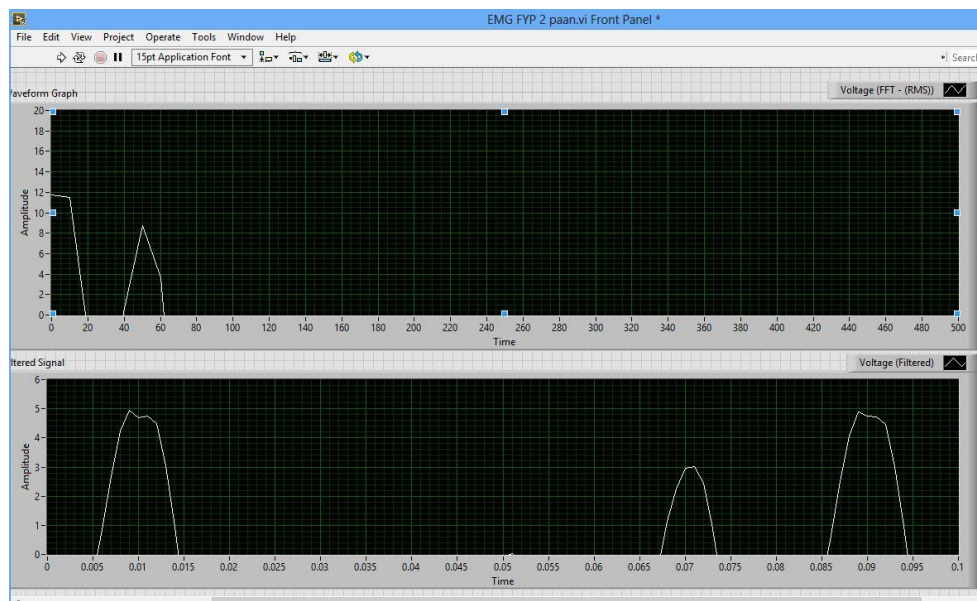 EMG FYP 2 paan.vi Front Panel *
File Edit View Project Operate Tools Window Help
15pt Application Font
Search
Waveform Graph
Voltage (FFT - (RMS))
20
18
16
14
12
10
8
6
4
2
0
Amplitude
0 20 40 60 80 100 120 140 160 180 200 220 240 260 280 300 320 340 360 380 400 420 440 460 480 500
Time
ltered Signal
Voltage (Filtered)
6
5
4
3
2
1
0
Amplitude
0 0.005 0.01 0.015 0.02 0.025 0.03 0.035 0.04 0.045 0.05 0.055 0.06 0.065 0.07 0.075 0.08 0.085 0.09 0.095 0.1
Time